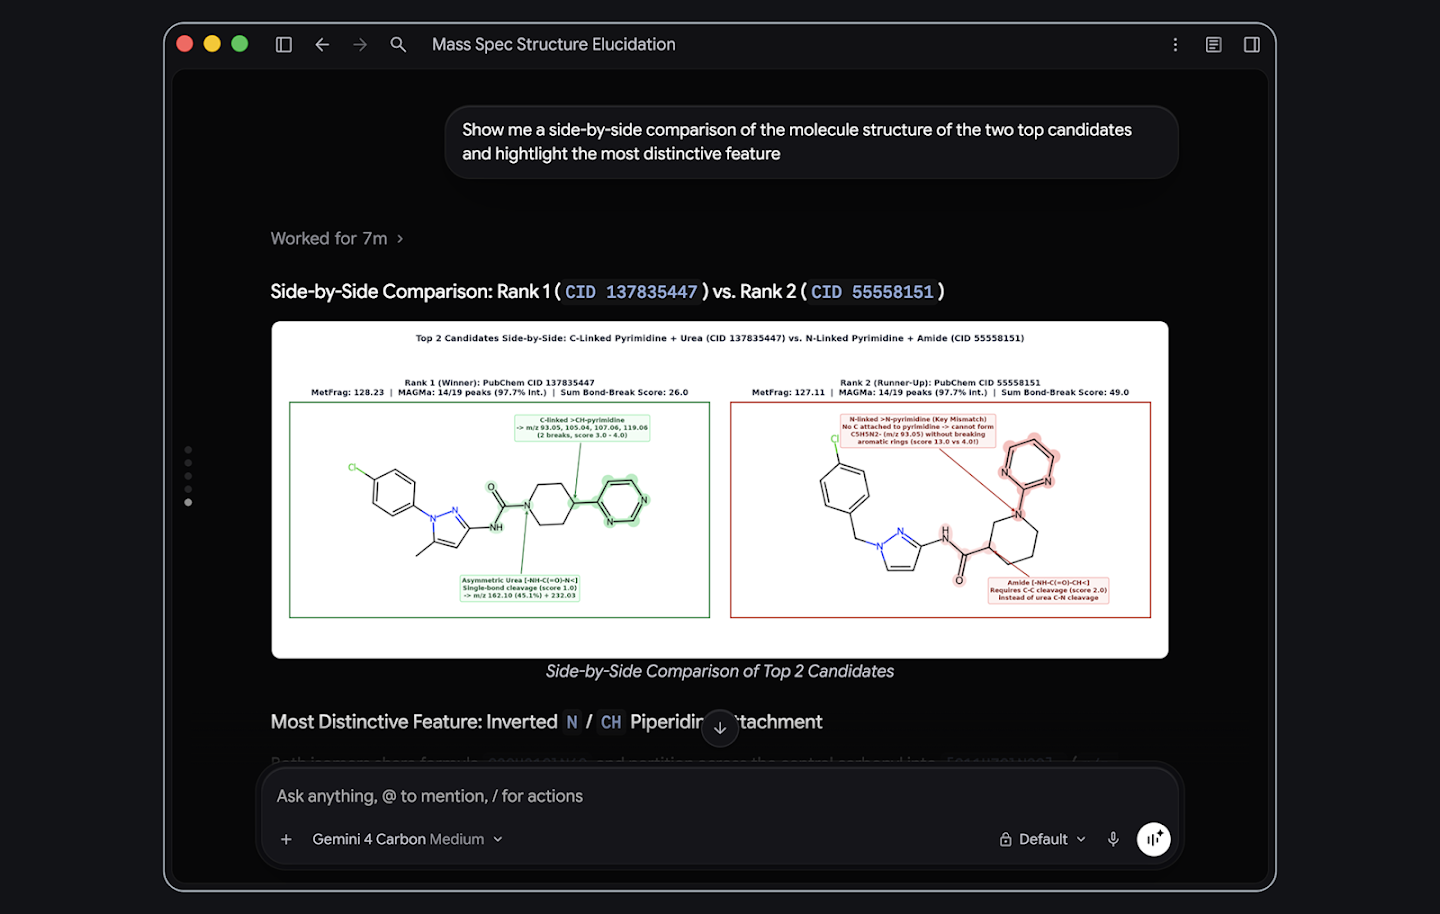 Mass Spec Structure Elucidation
Show me a side-by-side comparison of the molecule structure of the two top candidates
and hightlight the most distinctive feature
Worked for 7m
Side-by-Side Comparison: Rank 1 ( CID 137835447 ) vs. Rank 2 ( CID 55558151 )
Top 2 Candidates Side-by-Side: C-Linked Pyrimidine + Urea (CID 137835447) vs. N-Linked Pyrimidine + Amide (CID 55558151)
Rank 1 (Winner): PubChem CID 137835447
MetFrag: 128.23 | MAGMa: 14/19 peaks (97.7% int.) | Sum Bond-Break Score: 26.0
C-linked >CH-pyrimidine
-> m/z 93.05, 105.04, 107.06, 119.06
(2 breaks, score 3.0 - 4.0)
Cl
O
N
N
N
NH
N
N
Asymmetric Urea [-NH-C(=O)-N<]
Single-bond cleavage (score 1.0)
-> m/z 162.10 (45.1%) + 232.03
Rank 2 (Runner-Up): PubChem CID 55558151
MetFrag: 127.11 | MAGMa: 14/19 peaks (97.7% int.) | Sum Bond-Break Score: 49.0
N-linked >N-pyrimidine (Key Mismatch)
No C attached to pyrimidine -> cannot form
C5H5N2- (m/z 93.05) without breaking
aromatic rings (score 13.0 vs 4.0!)
Cl
N
N
N
N
N
H
N
O
Amide [-NH-C(=O)-CH<]
Requires C-C cleavage (score 2.0)
instead of urea C-N cleavage
Side-by-Side Comparison of Top 2 Candidates
Most Distinctive Feature: Inverted N / CH Piperidin ttachment
Ask anything, @ to mention, / for actions
Gemini 4 Carbon Medium
Default